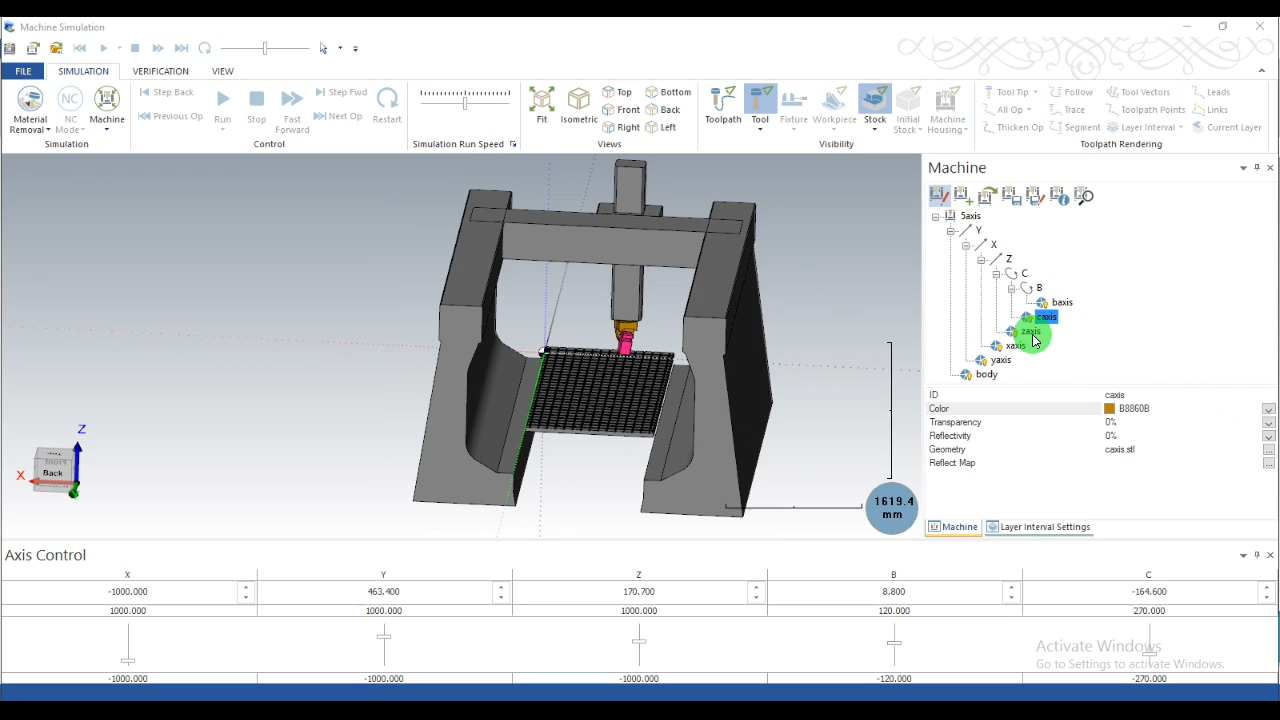 Machine Simulation
FILE SIMULATION VERIFICATION VIEW
Material Removal NC Mode Machine
Step Back Previous Op Run Stop Fast Forward Step Fwd Next Op Restart
Fit Isometric Top Front Right Bottom Back Left
Toolpath Tool Fixture Workpiece Stock Initial Stock Machine Housing
Tool Tip Follow Tool Vectors Leads
All Op Trace Toolpath Points Links
Thicken Op Segment Layer Interval Current Layer
Simulation Control Simulation Run Speed Views Visibility Toolpath Rendering
Machine
5axis
Y
X
Z
C
B
baxis
caxis
zaxis
xaxis
yaxis
body
ID caxis
Color B8860B
Transparency 0%
Reflectivity 0%
Geometry caxis.stl
Reflect Map
Machine Layer Interval Settings
Z
X
Back
1619.4
mm
Axis Control
X Y Z B C
-1000.000 463.400 170.700 8.800 -164.600
1000.000 1000.000 1000.000 120.000 270.000
-1000.000 -1000.000 -1000.000 -120.000 -270.000
Activate Windows
Go to Settings to activate Windows.